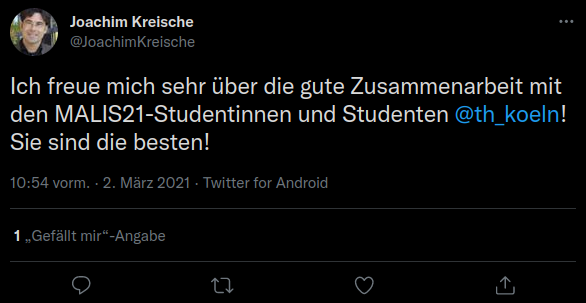 Joachim Kreische
@JoachimKreische
Ich freue mich sehr über die gute Zusammenarbeit mit
den MALIS21-Studentinnen und Studenten @th_koeln!
Sie sind die besten!
10:54 vorm. · 2. März 2021 · Twitter for Android
1 „Gefällt mir“-Angabe